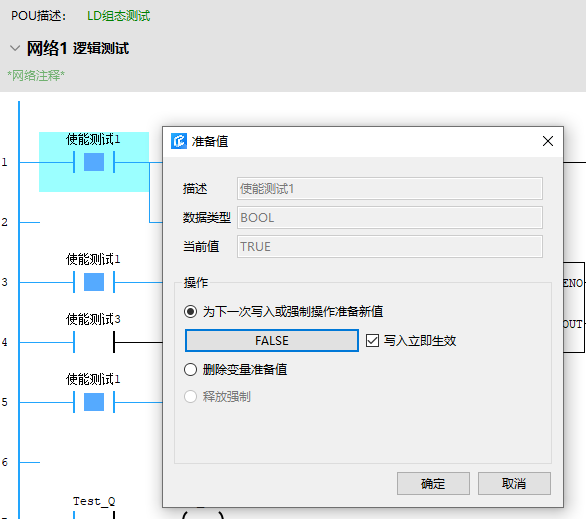 POU描述： LD组态测试
网络1 逻辑测试
*网络注释*
使能测试1
1
2
使能测试1
3
使能测试3
4
使能测试1
5
6
Test_Q
准备值
描述 使能测试1
数据类型 BOOL
当前值 TRUE
操作
为下一次写入或强制操作准备新值
FALSE 写入立即生效
删除变量准备值
释放强制
确定 取消
ENO
OUT